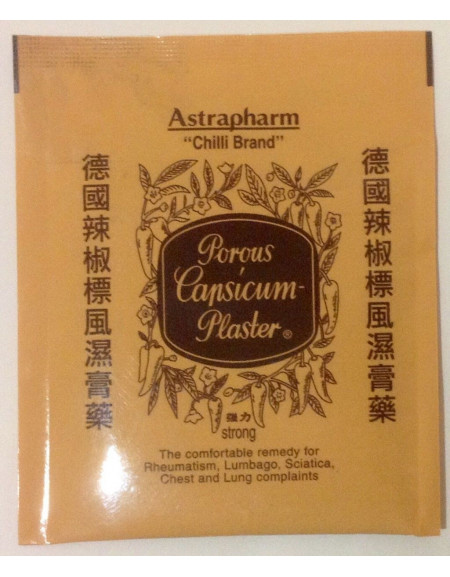 Astrapharm
"Chilli Brand"
德國辣椒標風濕膏藥
德國辣椒標風濕膏藥
Porous
Capsicum-
Plaster®
強力
strong
The comfortable remedy for
Rheumatism, Lumbago, Sciatica,
Chest and Lung complaints